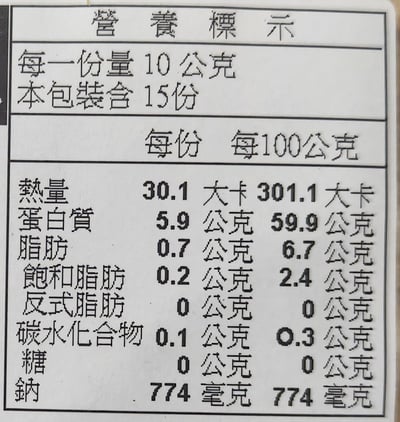 營養標示
每一份量 10 公克
本包裝含 15份
每份 每100公克
熱量 30.1 大卡 301.1 大卡
蛋白質 5.9 公克 59.9 公克
脂肪 0.7 公克 6.7 公克
飽和脂肪 0.2 公克 2.4 公克
反式脂肪 0 公克 0 公克
碳水化合物 0.1 公克 0.3 公克
糖 0 公克 0 公克
鈉 774 毫克 774 毫克